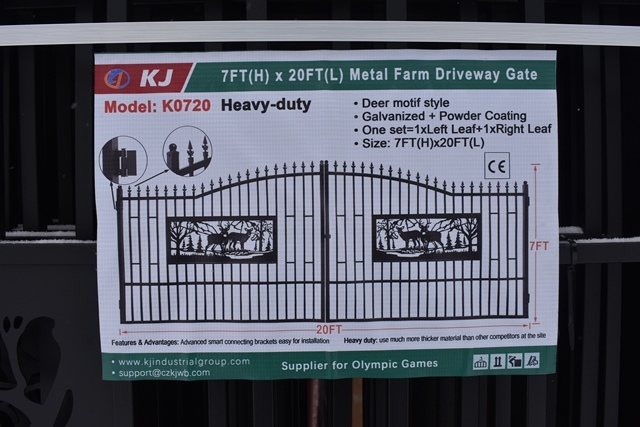 KJ 7FT(H) x 20FT(L) Metal Farm Driveway Gate
Model: K0720 Heavy-duty
• Deer motif style
• Galvanized + Powder Coating
• One set=1xLeft Leaf+1xRight Leaf
• Size: 7FT(H)x20FT(L)
CE
7FT
20FT
Features & Advantages: Advanced smart connecting brackets easy for installation Heavy duty: use much more thicker material than other competitors at the site
• www.kjindustrialgroup.com
• support@czkjwb.com
Supplier for Olympic Games